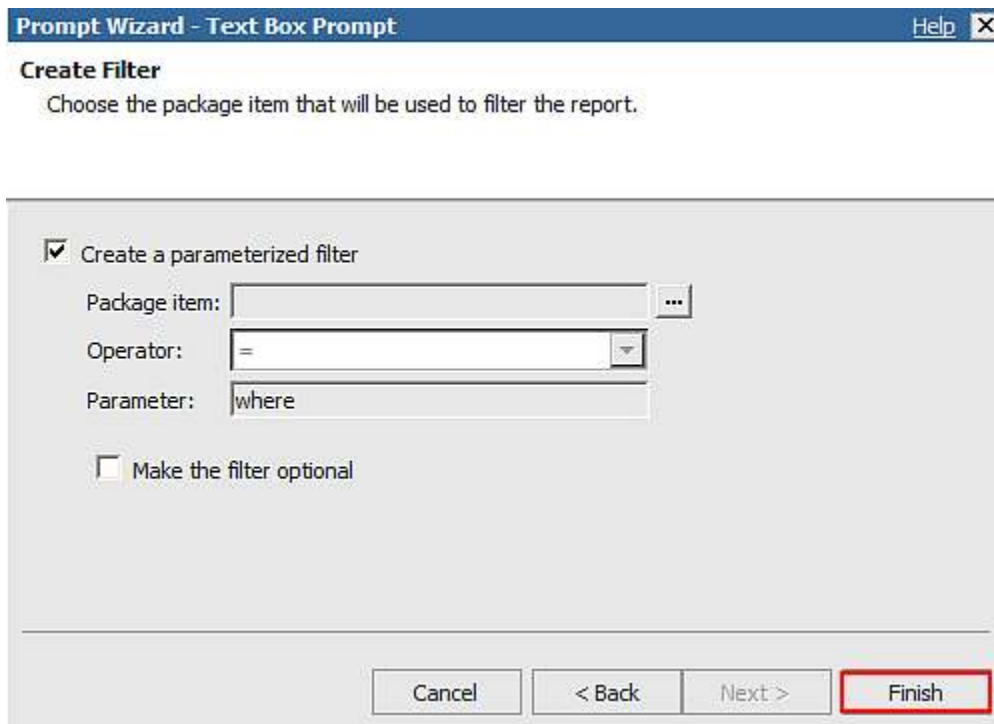 Prompt Wizard - Text Box Prompt Help
Create Filter
Choose the package item that will be used to filter the report.
Create a parameterized filter
Package item: ...
Operator: =
Parameter: where
Make the filter optional
Cancel < Back Next > Finish